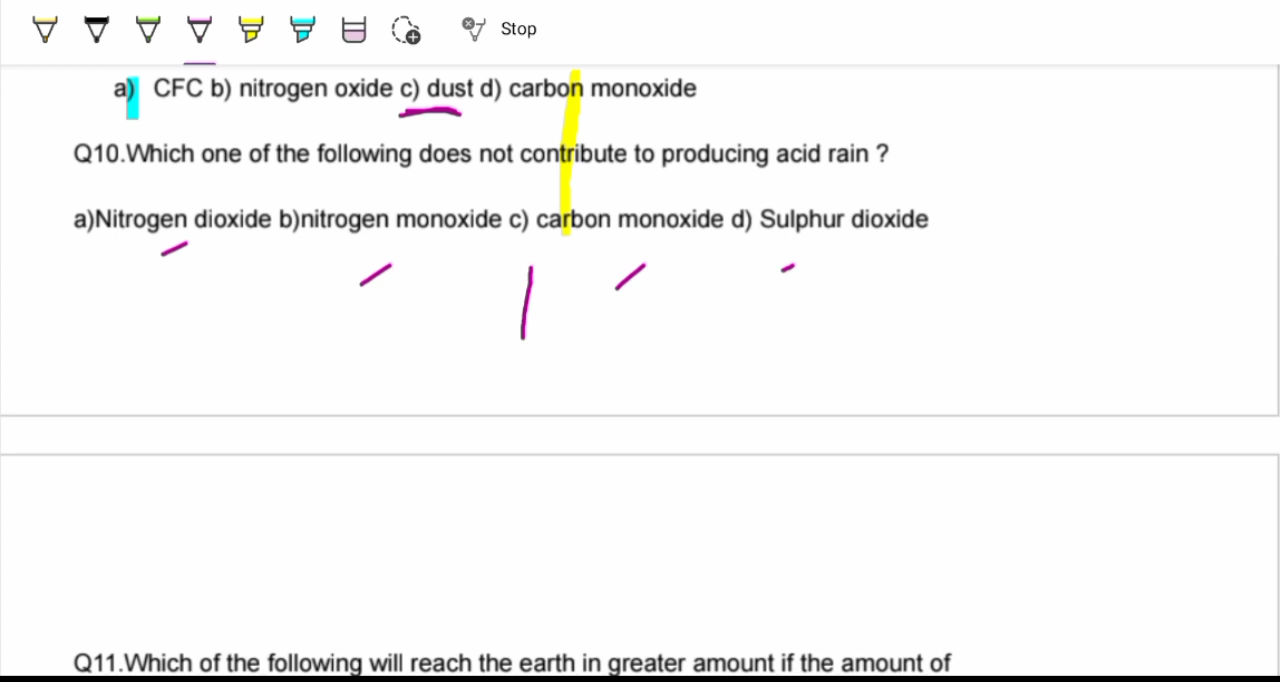 Stop
a) CFC b) nitrogen oxide c) dust d) carbon monoxide
Q10.Which one of the following does not contribute to producing acid rain ?
a)Nitrogen dioxide b)nitrogen monoxide c) carbon monoxide d) Sulphur dioxide
Q11.Which of the following will reach the earth in greater amount if the amount of